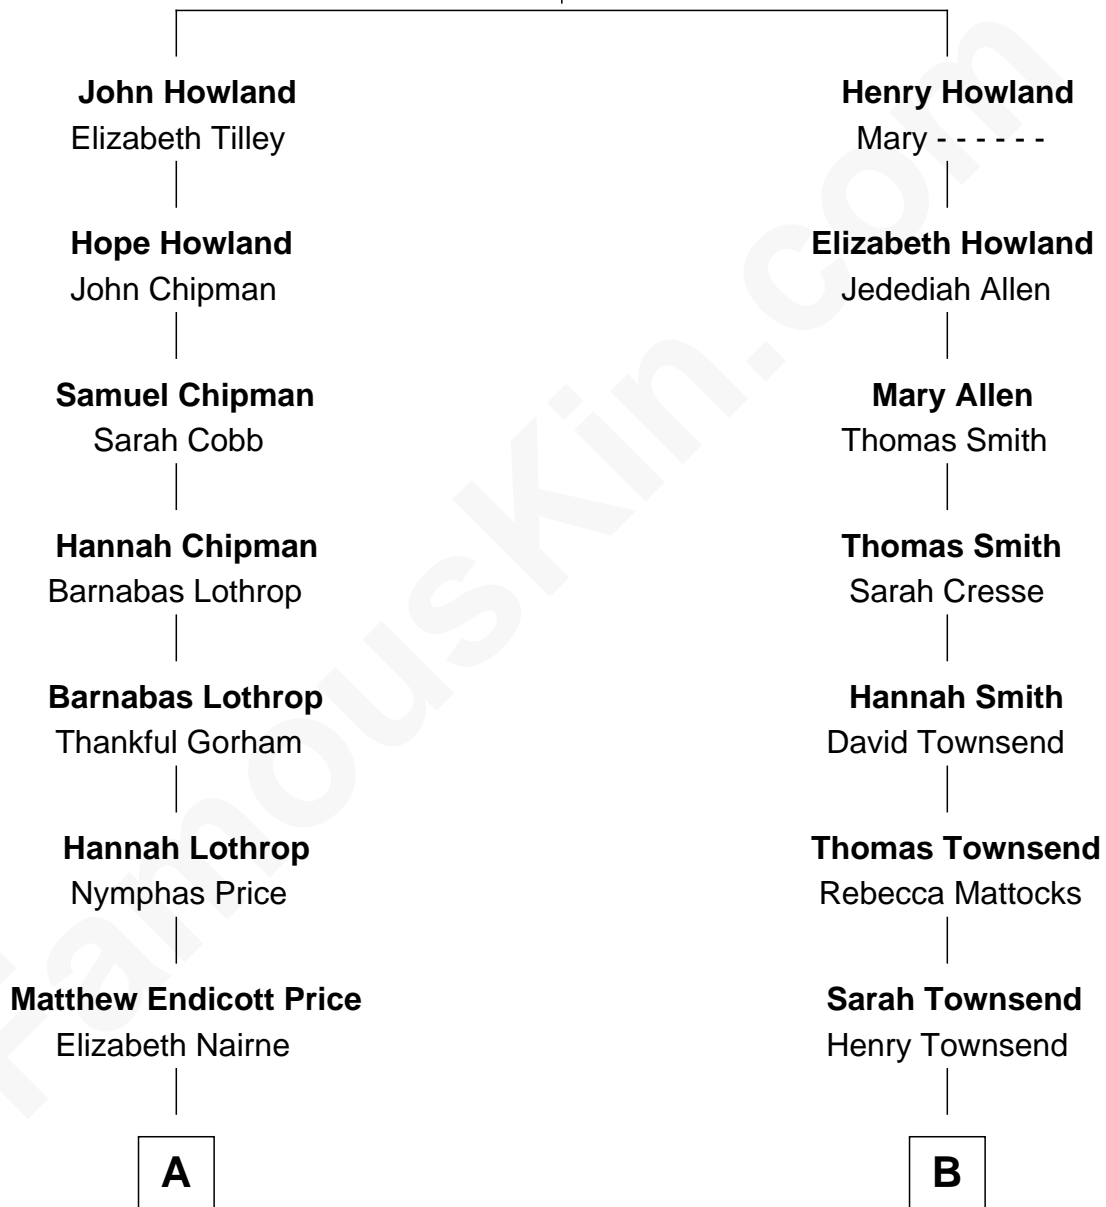 John Howland
Elizabeth Tilley
Hope Howland
John Chipman
Samuel Chipman
Sarah Cobb
Hannah Chipman
Barnabas Lothrop
Barnabas Lothrop
Thankful Gorham
Hannah Lothrop
Nymphas Price
Matthew Endicott Price
Elizabeth Nairne
A
Henry Howland
Mary - - - - - -
Elizabeth Howland
Jedediah Allen
Mary Allen
Thomas Smith
Thomas Smith
Sarah Cresse
Hannah Smith
David Townsend
Thomas Townsend
Rebecca Mattocks
Sarah Townsend
Henry Townsend
B
FamousKin.com